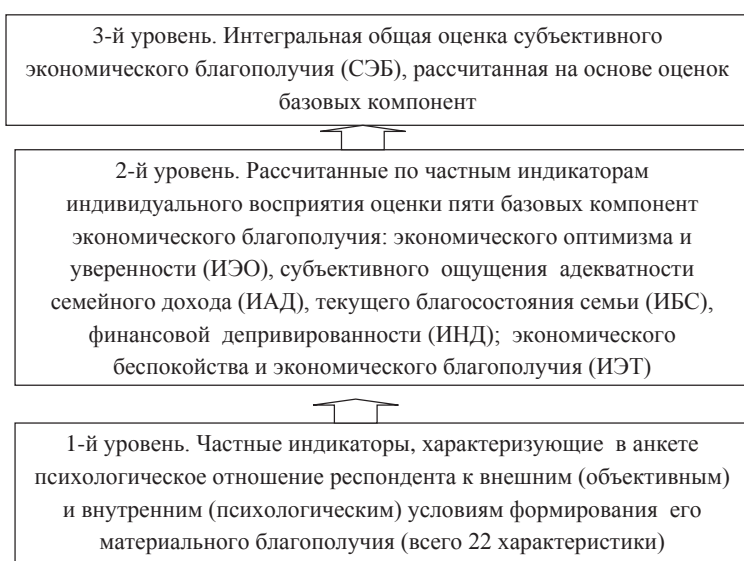 3-й уровень. Интегральная общая оценка субъективного
экономического благополучия (СЭБ), рассчитанная на основе оценок
базовых компонент
2-й уровень. Рассчитанные по частным индикаторам
индивидуального восприятия оценки пяти базовых компонент
экономического благополучия: экономического оптимизма и
уверенности (ИЭО), субъективного ощущения адекватности
семейного дохода (ИАД), текущего благосостояния семьи (ИБС),
финансовой депривированности (ИНД); экономического
беспокойства и экономического благополучия (ИЭТ)
1-й уровень. Частные индикаторы, характеризующие в анкете
психологическое отношение респондента к внешним (объективным)
и внутренним (психологическим) условиям формирования его
материального благополучия (всего 22 характеристики)